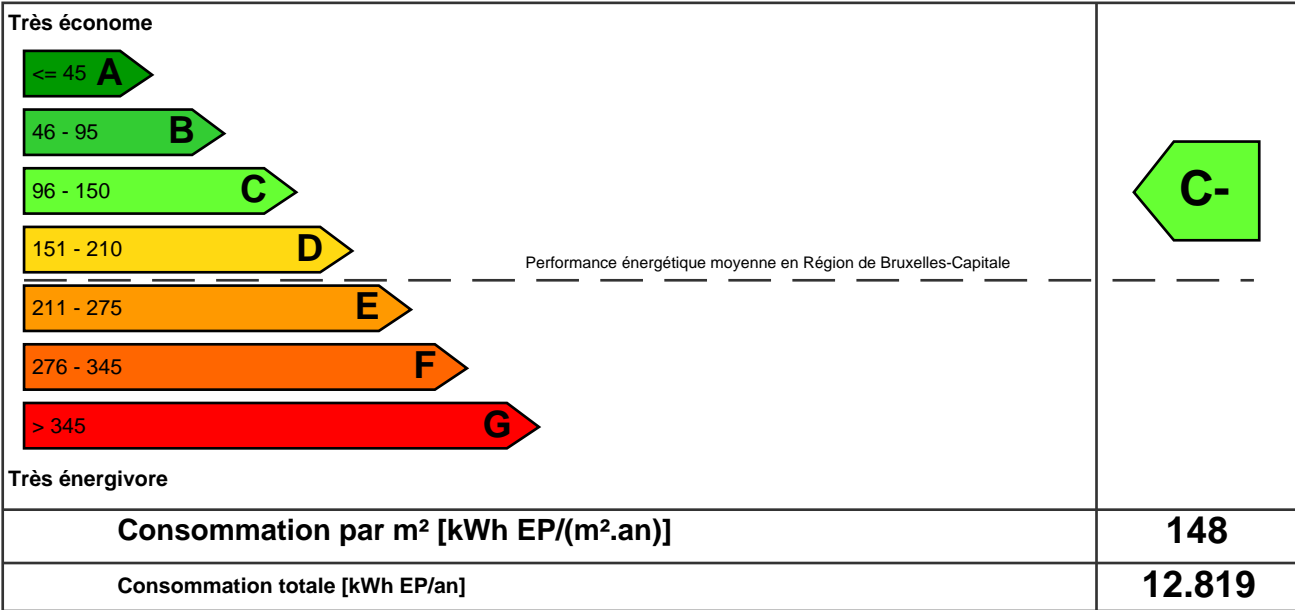 Très économe
<= 45 A
46 - 95 B
96 - 150 C
C-
151 - 210 D
Performance énergétique moyenne en Région de Bruxelles-Capitale
211 - 275 E
276 - 345 F
> 345 G
Très énergivore
Consommation par m² [kWh EP/(m².an)] 148
Consommation totale [kWh EP/an] 12.819